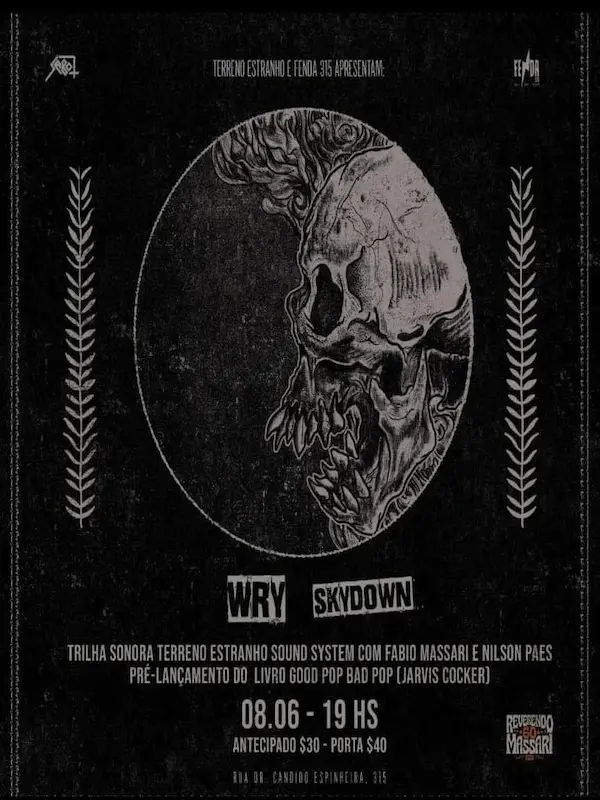 TERRENO ESTRANHO E FENDA 315 APRESENTAM:
FENDA
WRY SKYDOWN
TRILHA SONORA TERRENO ESTRANHO SOUND SYSTEM COM FABIO MASSARI E NILSON PAES
PRÉ-LANÇAMENTO DO LIVRO GOOD POP BAD POP (JARVIS COCKER)
08.06 - 19 HS
ANTECIPADO $30 - PORTA $40
REVERENDO
60
MASSARI
RUA DR. CANDIDO ESPINHEIRA, 315